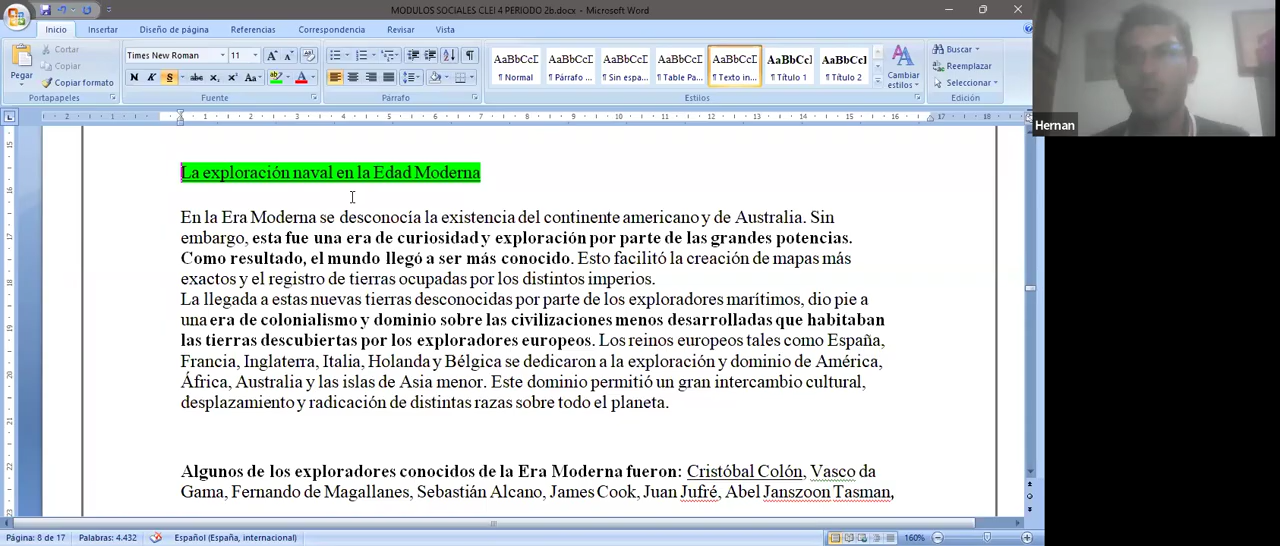 MODULOS SOCIALES CLEI 4 PERIODO 2b.docx - Microsoft Word
Inicio Insertar Diseño de página Referencias Correspondencia Revisar Vista
Pegar
Cortar
Copiar
Copiar formato
Portapapeles
Times New Roman 11
Fuente
Párrafo
AaBbCcD AaBbCcD AaBbCcD AaBbCcD AaBbCcD AaBbCcI AaBbCcI
¶ Normal ¶ Párrafo ... ¶ Sin espa... ¶ Table Pa... ¶ Texto in... ¶ Título 1 ¶ Título 2
Cambiar estilos
Estilos
Buscar
Reemplazar
Seleccionar
Edición
Hernan
La exploración naval en la Edad Moderna
En la Era Moderna se desconocía la existencia del continente americano y de Australia. Sin
embargo, esta fue una era de curiosidad y exploración por parte de las grandes potencias.
Como resultado, el mundo llegó a ser más conocido. Esto facilitó la creación de mapas más
exactos y el registro de tierras ocupadas por los distintos imperios.
La llegada a estas nuevas tierras desconocidas por parte de los exploradores marítimos, dio pie a
una era de colonialismo y dominio sobre las civilizaciones menos desarrolladas que habitaban
las tierras descubiertas por los exploradores europeos. Los reinos europeos tales como España,
Francia, Inglaterra, Italia, Holanda y Bélgica se dedicaron a la exploración y dominio de América,
África, Australia y las islas de Asia menor. Este dominio permitió un gran intercambio cultural,
desplazamiento y radicación de distintas razas sobre todo el planeta.
Algunos de los exploradores conocidos de la Era Moderna fueron: Cristóbal Colón, Vasco da
Gama, Fernando de Magallanes, Sebastián Alcano, James Cook, Juan Jufré, Abel Janszoon Tasman,
Página: 8 de 17 Palabras: 4.432 Español (España, internacional) 160%